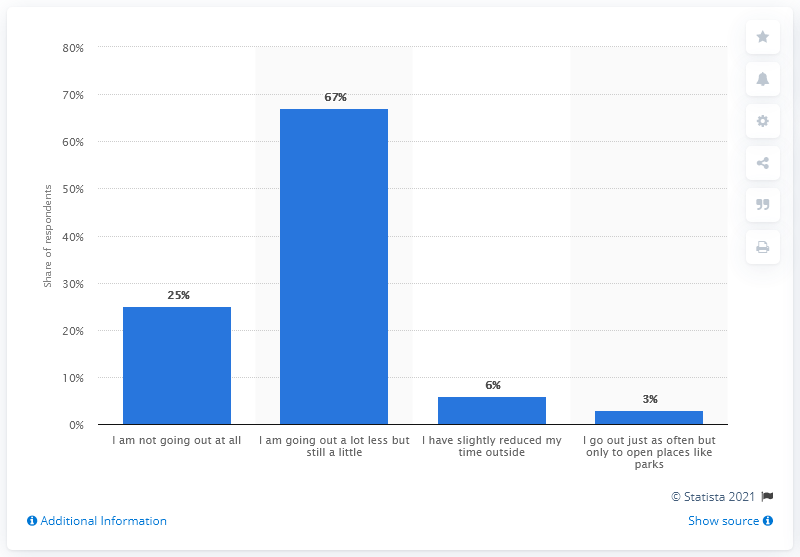 80%
70%
60%
50%
40%
30%
20%
10%
0%
Share of respondents
25%
67%
6%
3%
I am not going out at all
I am going out a lot less but
still a little
I have slightly reduced my
time outside
I go out just as often but
only to open places like
parks
© Statista 2021
Additional Information
Show source